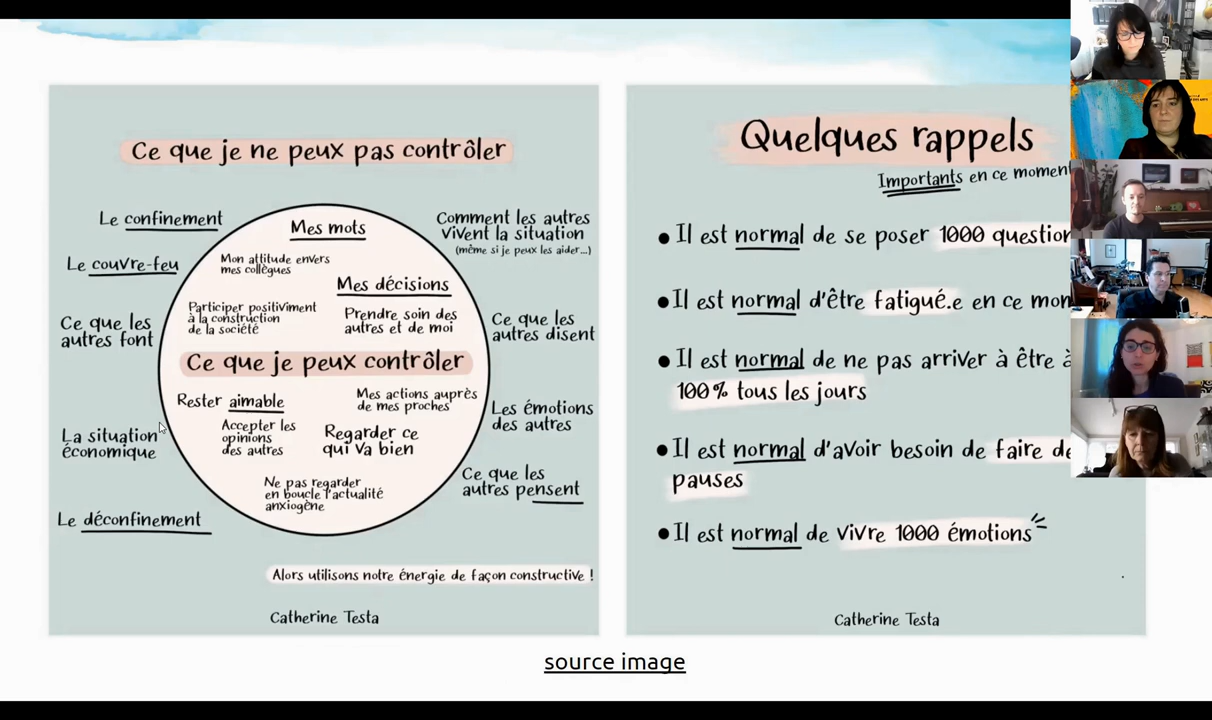 Ce que je ne peux pas contrôler
Le confinement
Mes mots
Comment les autres
vivent la situation
(même si je peux les aider...)
Le couvre-feu
Mon attitude envers
mes collègues
Mes décisions
Participer positiviment
à la construction
de la société
Prendre soin des
autres et de moi
Ce que les
autres font
Ce que les
autres disent
Ce que je peux contrôler
Rester aimable
Mes actions auprès
de mes proches
Les émotions
des autres
Accepter les
opinions
des autres
Regarder ce
qui va bien
La situation
économique
Ce que les
autres pensent
Ne pas regarder
en boucle l'actualité
anxiogène
Le déconfinement
Alors utilisons notre énergie de façon constructive !
Catherine Testa
Quelques rappels
Importants en ce momen
• Il est normal de se poser 1000 question
• Il est normal d'être fatigué.e en ce mom
• Il est normal de ne pas arriver à être à
100% tous les jours
• Il est normal d'avoir besoin de faire de
pauses
• Il est normal de vivre 1000 émotions
Catherine Testa
source image